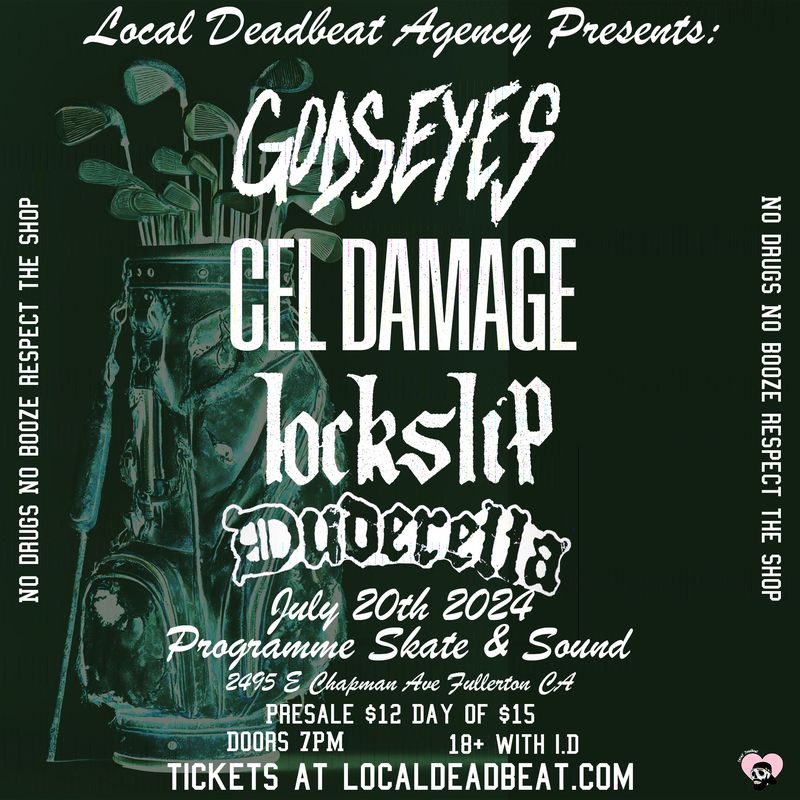 Local Deadbeat Agency Presents:
GODSEYES
CEL DAMAGE
lockslip
Duderella
July 20th 2024
Programme Skate & Sound
2495 E Chapman Ave Fullerton CA
PRESALE $12 DAY OF $15
DOORS 7PM 18+ WITH I.D
TICKETS AT LOCALDEADBEAT.COM
NO DRUGS NO BOOZE RESPECT THE SHOP
NO DRUGS NO BOOZE RESPECT THE SHOP